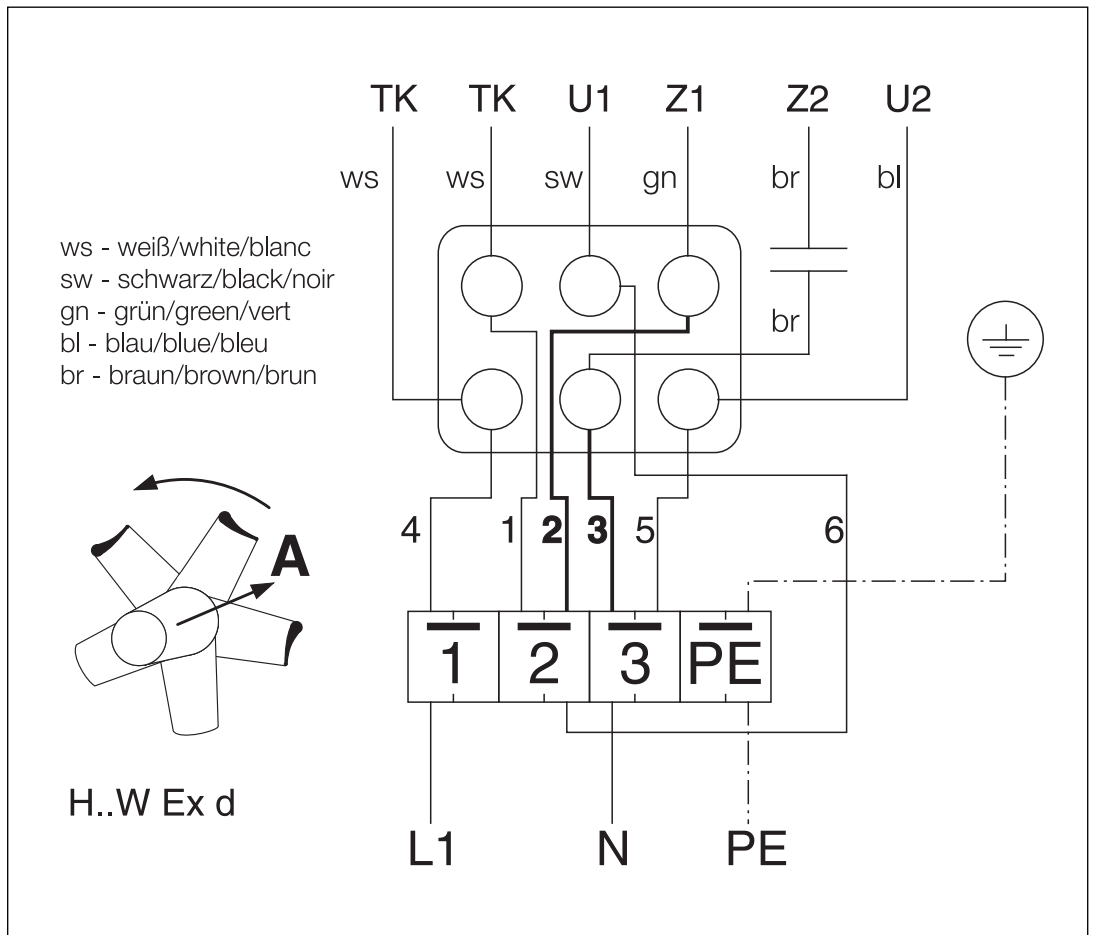 TK TK U1 Z1 Z2 U2
ws ws sw gn br bl
ws - weiß/white/blanc
sw - schwarz/black/noir
gn - grün/green/vert
bl - blau/blue/bleu
br - braun/brown/brun
br
4 1 2 3 5 6
A
1 2 3 PE
H..W Ex d
L1 N PE